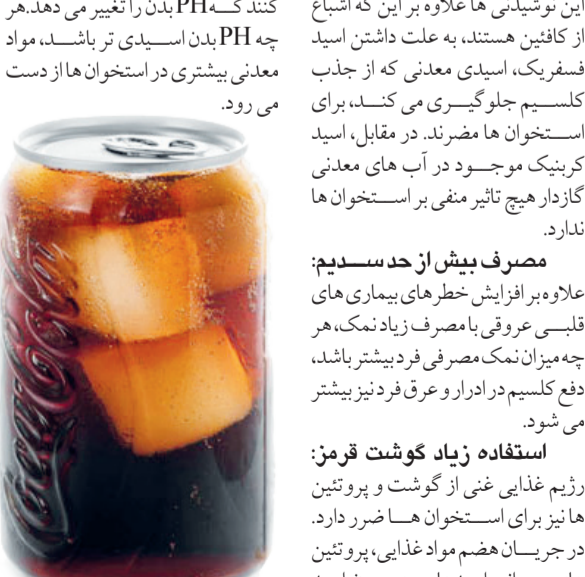 این نوشیدنی ها علاوه بر این که اشباع
از کافئین هستند، به علت داشتن اسید
فسفریک، اسیدی معدنی که از جذب
کلسیم جلوگیری می کند، برای
استخوان ها مضرند. در مقابل، اسید
کربنیک موجود در آب های معدنی
گازدار هیچ تاثیر منفی بر استخوان ها
ندارد.
مصرف بیش از حد سدیم:
علاوه بر افزایش خطرهای بیماری های
قلبی عروقی با مصرف زیاد نمک، هر
چه میزان نمک مصرفی فرد بیشتر باشد،
دفع کلسیم در ادرار و عرق فرد نیز بیشتر
می شود.
استفاده زیاد گوشت قرمز:
رژیم غذایی غنی از گوشت و پروتئین
ها نیز برای استخوان ها ضرر دارد.
در جریان هضم مواد غذایی، پروتئین
کنند که PH بدن را تغییر می دهد. هر
چه PH بدن اسیدی تر باشد، مواد
معدنی بیشتری در استخوان ها از دست
می رود.
Coca-Cola